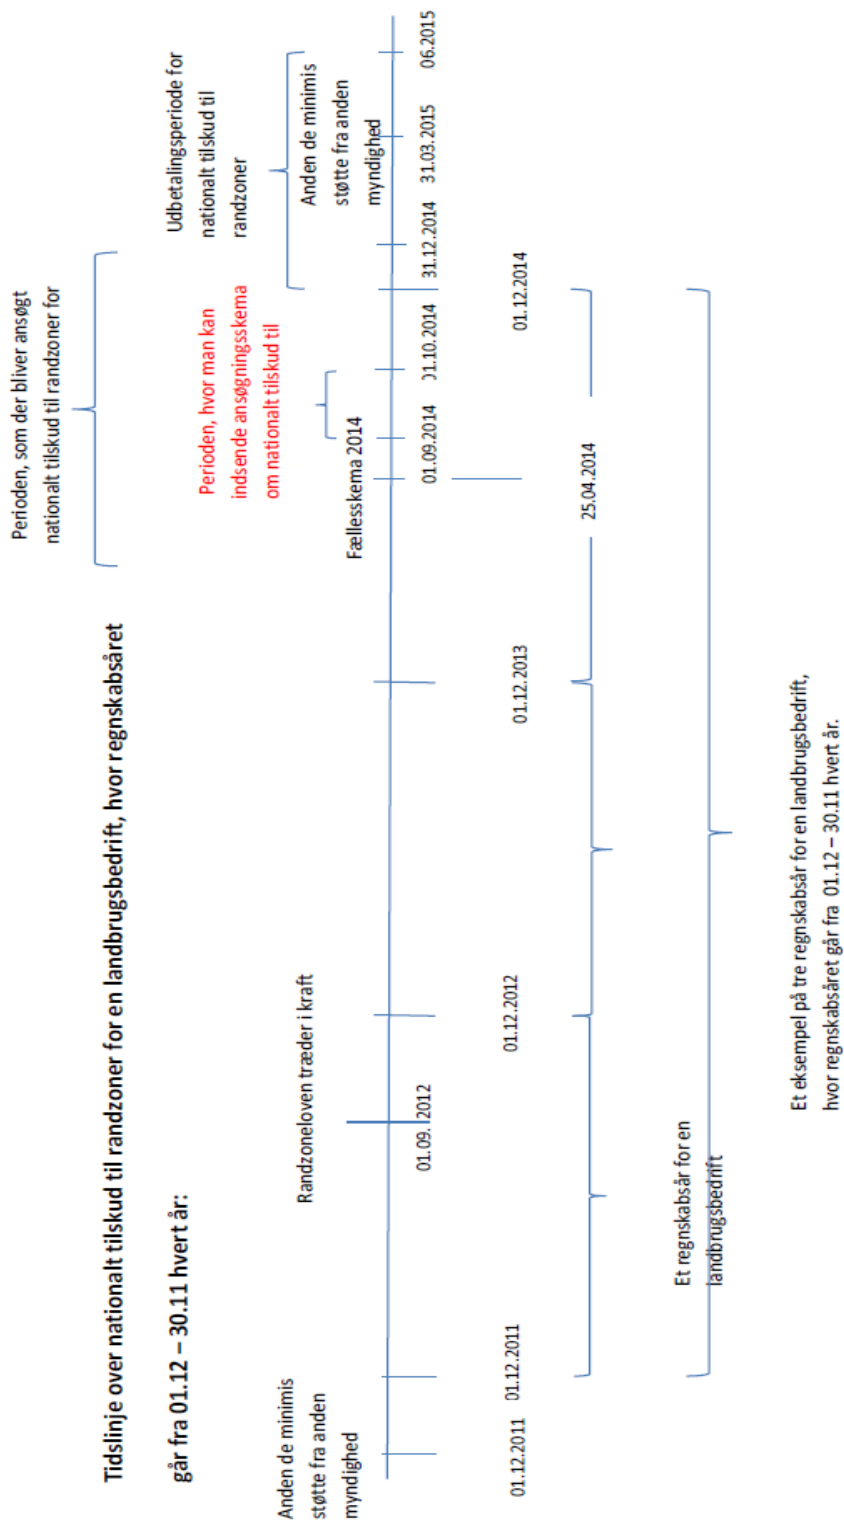 Tidslinje over nationalt tilskud til randzoner for en landbrugsbedrift, hvor regnskabsåret
går fra 01.12 – 30.11 hvert år:
Perioden, som der bliver ansøgt
nationalt tilskud til randzoner for
Udbetalingsperiode for
nationalt tilskud til
randzoner
Perioden, hvor man kan
indsende ansøgningsskema
om nationalt tilskud til
Anden de minimis
støtte fra anden
myndighed
Randzoneloven træder i kraft
Fællesskema 2014
Anden de minimis
støtte fra anden
myndighed
01.09. 2012
01.09.2014
01.10.2014
31.12.2014
31.03.2015
06.2015
01.12.2011
01.12.2011
01.12.2012
01.12.2013
01.12.2014
25.04.2014
Et regnskabsår for en
landbrugsbedrift
Et eksempel på tre regnskabsår for en landbrugsbedrift,
hvor regnskabsåret går fra 01.12 – 30.11 hvert år.